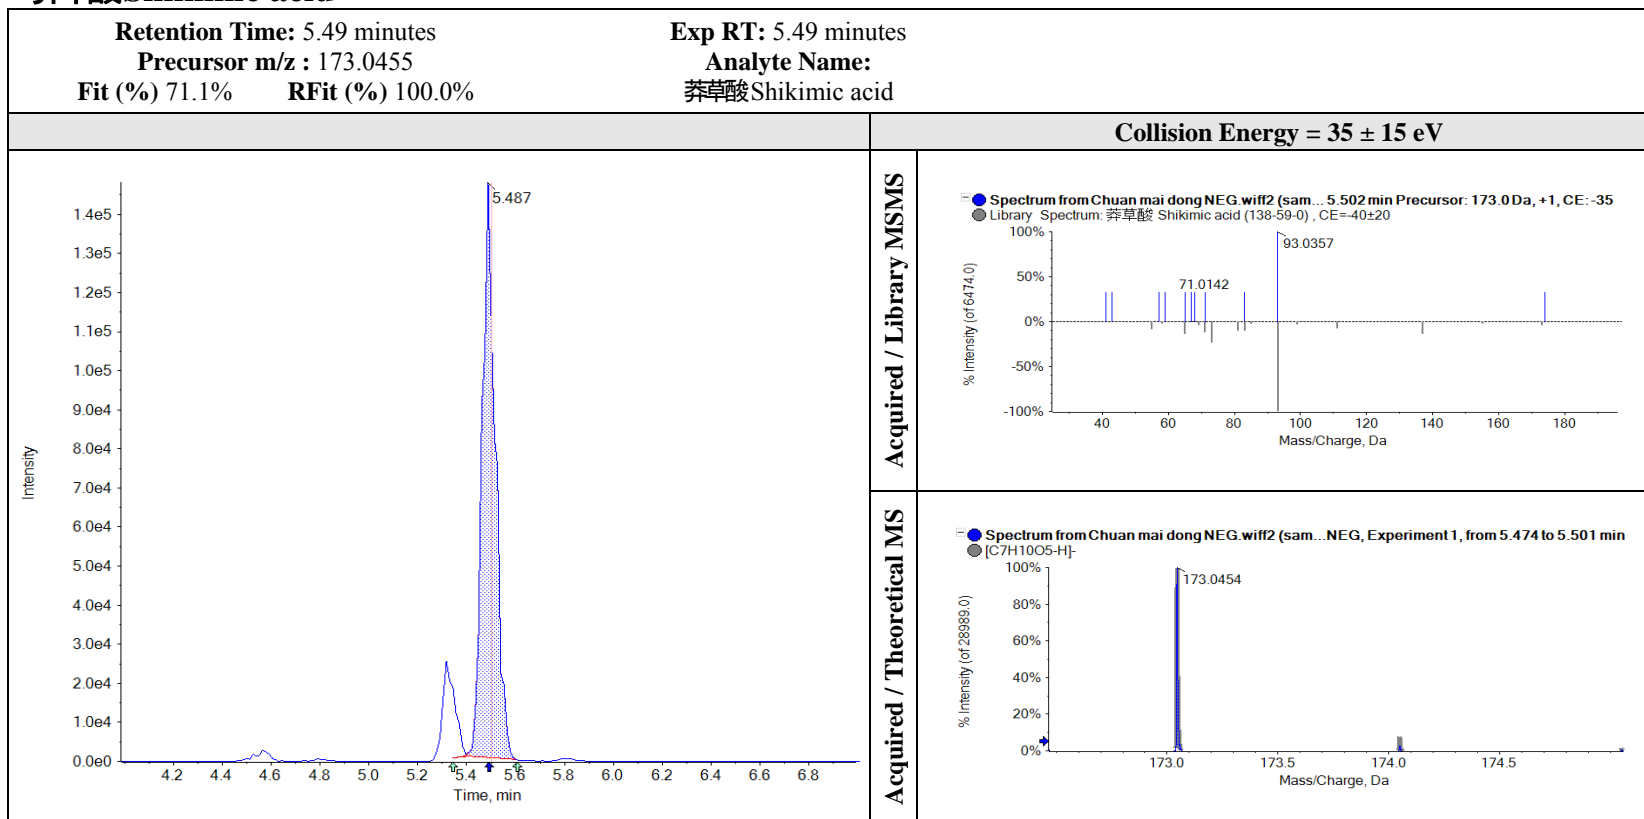 Retention Time: 5.49 minutes
Exp RT: 5.49 minutes
Precursor m/z : 173.0455
Analyte Name:
Fit (%) 71.1% RFit (%) 100.0%
莽草酸Shikimic acid
Collision Energy = 35 ± 15 eV
5.487
1.4e5
1.3e5
1.2e5
1.1e5
1.0e5
9.0e4
8.0e4
7.0e4
6.0e4
5.0e4
4.0e4
3.0e4
2.0e4
1.0e4
0.0e0
Intensity
4.2 4.4 4.6 4.8 5.0 5.2 5.4 5.6 5.8 6.0 6.2 6.4 6.6 6.8
Time, min
Acquired / Library MSMS
Spectrum from Chuan mai dong NEG.wiff2 (sam... 5.502 min Precursor: 173.0 Da, +1, CE: -35
Library Spectrum: 莽草酸 Shikimic acid (138-59-0) , CE=-40±20
100%
50%
0%
-50%
-100%
% Intensity (of 6474.0)
93.0357
71.0142
40 60 80 100 120 140 160 180
Mass/Charge, Da
Acquired / Theoretical MS
Spectrum from Chuan mai dong NEG.wiff2 (sam...NEG, Experiment 1, from 5.474 to 5.501 min
[C7H10O5-H]-
100%
80%
60%
40%
20%
0%
% Intensity (of 28989.0)
173.0454
173.0 173.5 174.0 174.5
Mass/Charge, Da